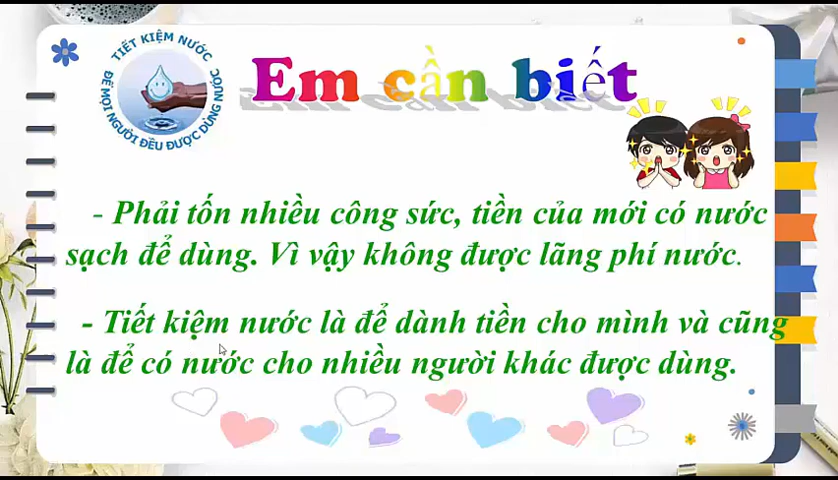 TIẾT KIỆM NƯỚC
ĐỂ MỌI NGƯỜI ĐỀU ĐƯỢC DÙNG NƯỚC
Em cần biết
- Phải tốn nhiều công sức, tiền của mới có nước
sạch để dùng. Vì vậy không được lãng phí nước.
- Tiết kiệm nước là để dành tiền cho mình và cũng
là để có nước cho nhiều người khác được dùng.